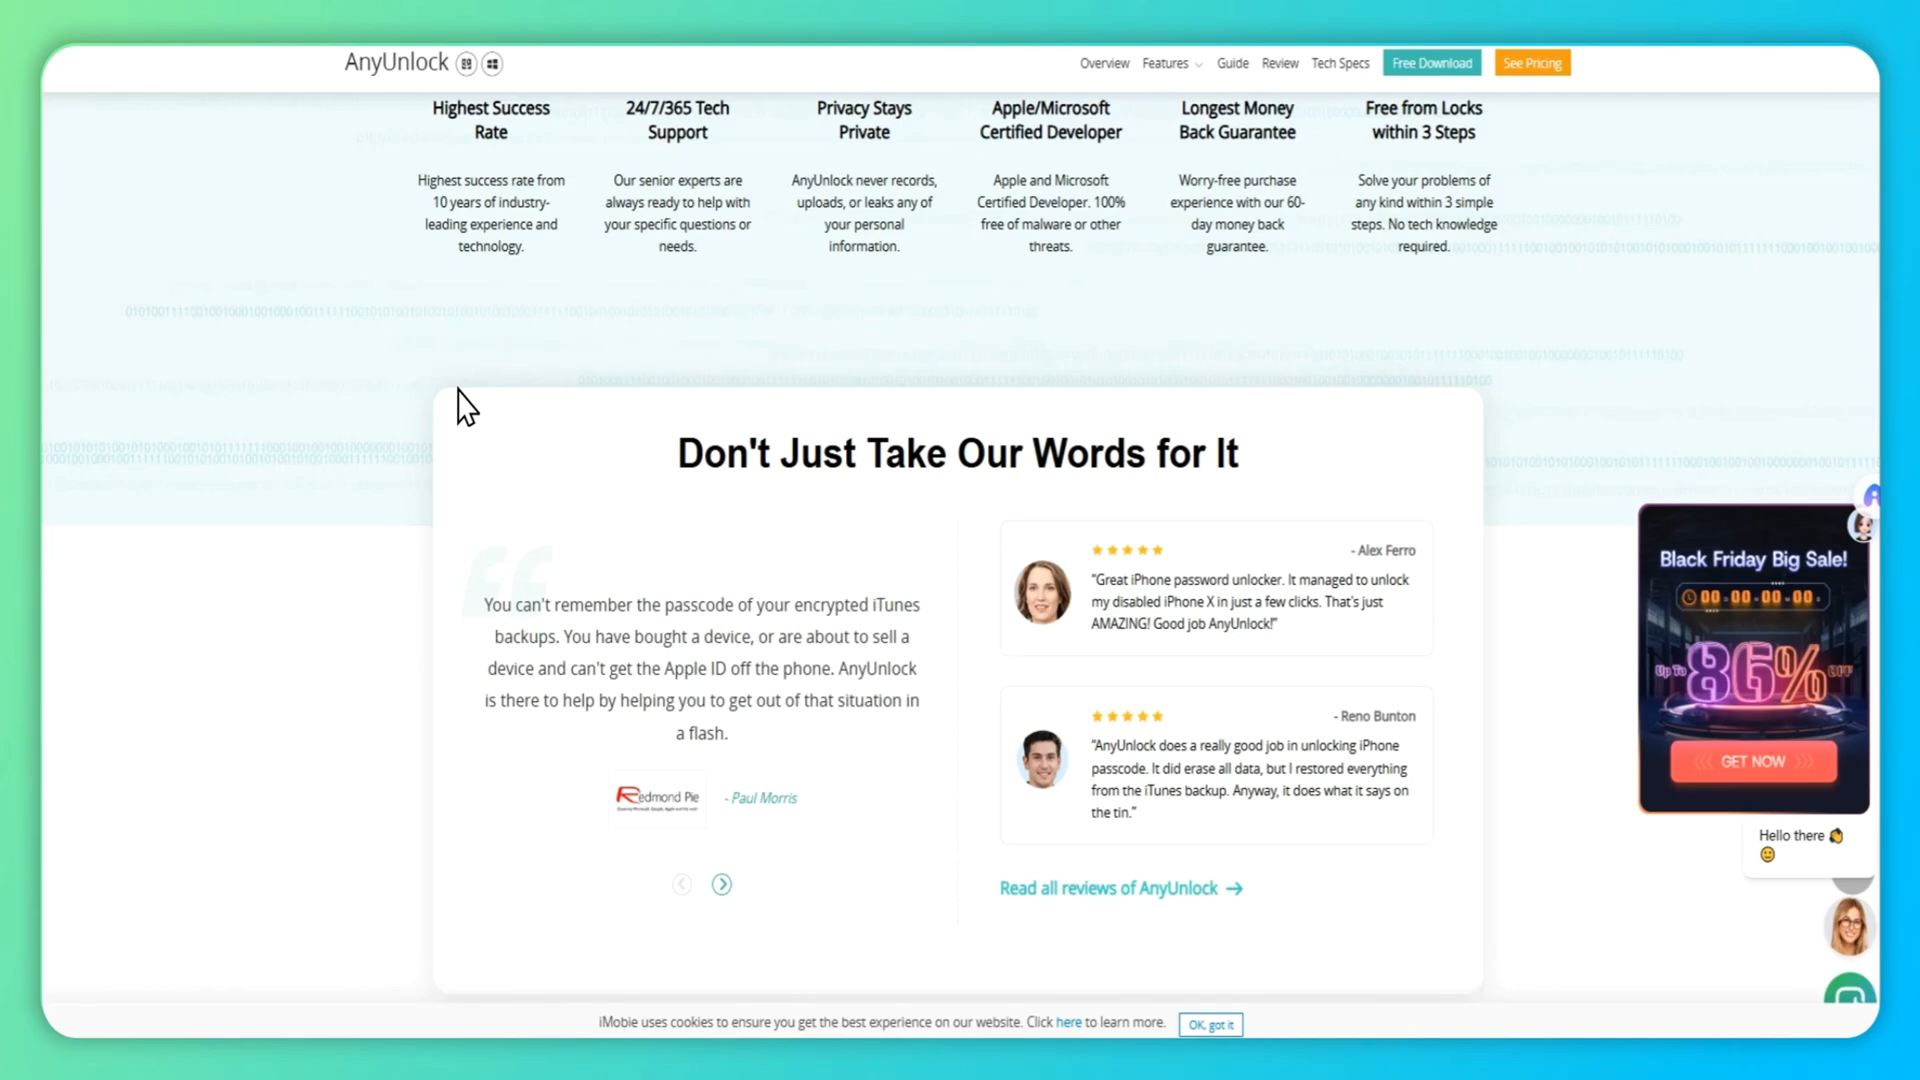 AnyUnlock
Overview Features Guide Review Tech Specs Free Download See Pricing
Highest Success
Rate
Highest success rate from
10 years of industry-
leading experience and
technology.
24/7/365 Tech
Support
Our senior experts are
always ready to help with
your specific questions or
needs.
Privacy Stays
Private
AnyUnlock never records,
uploads, or leaks any of
your personal
information.
Apple/Microsoft
Certified Developer
Apple and Microsoft
Certified Developer. 100%
free of malware or other
threats.
Longest Money
Back Guarantee
Worry-free purchase
experience with our 60-
day money back
guarantee.
Free from Locks
within 3 Steps
Solve your problems of
any kind within 3 simple
steps. No tech knowledge
required.
Don't Just Take Our Words for It
You can't remember the passcode of your encrypted iTunes
backups. You have bought a device, or are about to sell a
device and can't get the Apple ID off the phone. AnyUnlock
is there to help by helping you to get out of that situation in
a flash.
Redmond Pie
- Paul Morris
- Alex Ferro
“Great iPhone password unlocker. It managed to unlock
my disabled iPhone X in just a few clicks. That's just
AMAZING! Good job AnyUnlock!”
- Reno Bunton
“AnyUnlock does a really good job in unlocking iPhone
passcode. It did erase all data, but I restored everything
from the iTunes backup. Anyway, it does what it says on
the tin.”
Read all reviews of AnyUnlock
Black Friday Big Sale!
00 : 00 : 00 : 00
Up To 86% OFF
GET NOW
Hello there
iMobie uses cookies to ensure you get the best experience on our website. Click here to learn more.
OK, got it